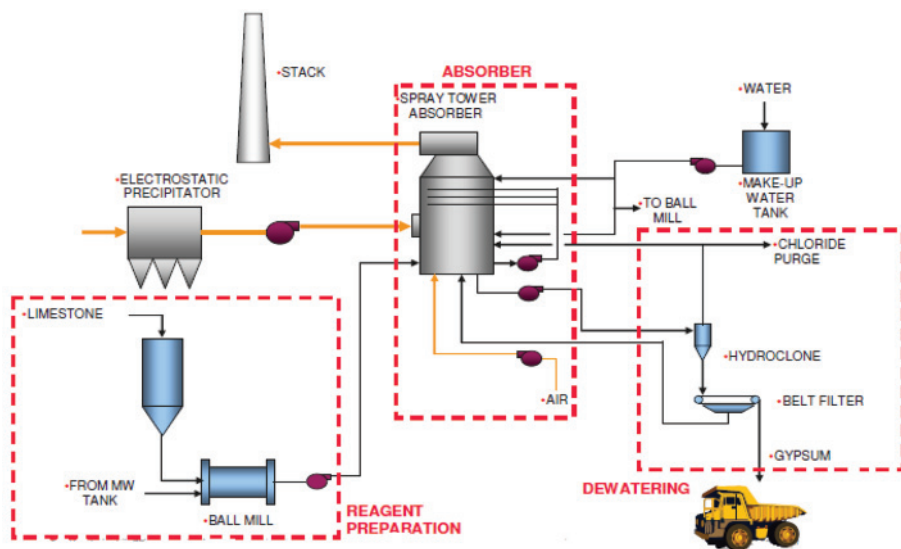 •STACK
ABSORBER
•SPRAY TOWER
ABSORBER
•WATER
•ELECTROSTATIC
PRECIPITATOR
•MAKE-UP
WATER
TANK
•TO BALL
MILL
•CHLORIDE
PURGE
•LIMESTONE
•HYDROCLONE
•AIR
•BELT FILTER
•GYPSUM
•FROM MW
TANK
•BALL MILL
REAGENT
PREPARATION
DEWATERING